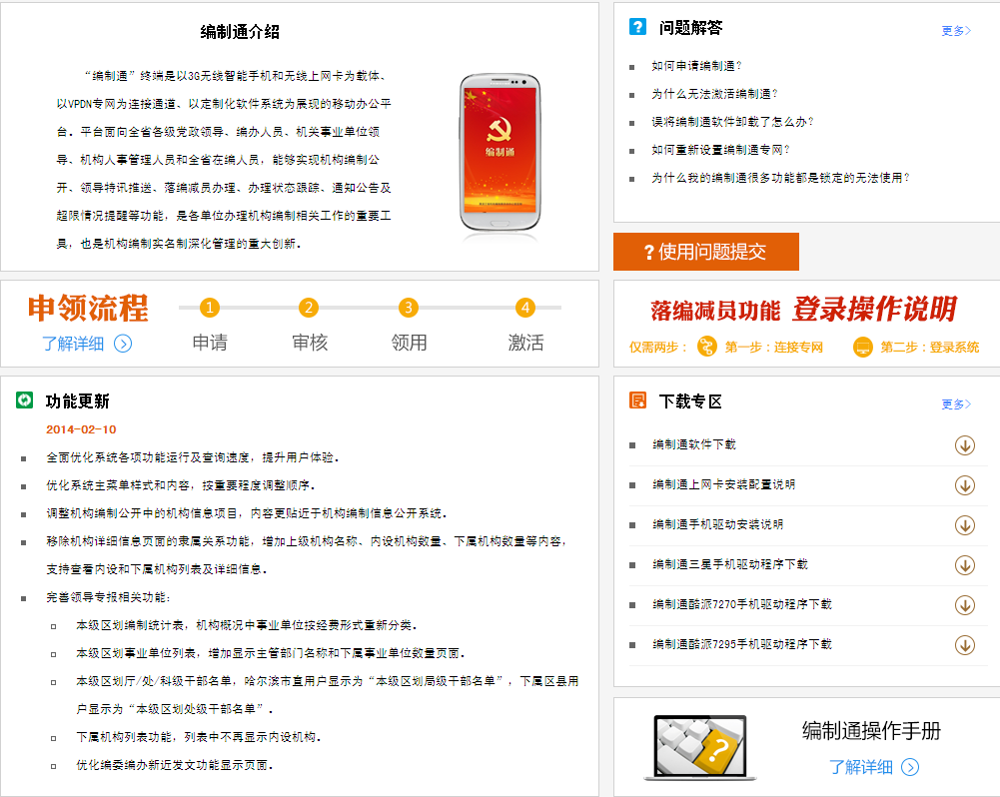 编制通介绍
“编制通”终端是以3G无线智能手机和无线上网卡为载体、
以VPDN专网为连接通道、以定制化软件系统为展现的移动办公平
台。平台面向全省各级党政领导、编办人员、机关事业单位领
导、机构人事管理人员和全省在编人员，能够实现机构编制公
开、领导特讯推送、落编减员办理、办理状态跟踪、通知公告及
超限情况提醒等功能，是各单位办理机构编制相关工作的重要工
具，也是机构编制实名制深化管理的重大创新。
编制通
? 问题解答
更多>
如何申请编制通？
为什么无法激活编制通？
误将编制通软件卸载了怎么办？
如何重新设置编制通专网？
为什么我的编制通很多功能都是锁定的无法使用？
? 使用问题提交
申领流程
了解详细
1 2 3 4
申请 审核 领用 激活
落编减员功能 登录操作说明
仅需两步： 第一步：连接专网 第二步：登录系统
功能更新
2014-02-10
全面优化系统各项功能运行及查询速度，提升用户体验。
优化系统主菜单样式和内容，按重要程度调整顺序。
调整机构编制公开中的机构信息项目，内容更贴近于机构编制信息公开系统。
移除机构详细信息页面的隶属关系功能，增加上级机构名称、内设机构数量、下属机构数量等内容，
支持查看内设和下属机构列表及详细信息。
完善领导专报相关功能：
本级区划编制统计表，机构概况中事业单位按经费形式重新分类。
本级区划事业单位列表，增加显示主管部门名称和下属事业单位数量页面。
本级区划厅/处/科级干部名单，哈尔滨市直用户显示为“本级区划局级干部名单”，下属区县用
户显示为“本级区划处级干部名单”。
下属机构列表功能，列表中不再显示内设机构。
优化编委编办新近发文功能显示页面。
下载专区
更多>
编制通软件下载
编制通上网卡安装配置说明
编制通手机驱动安装说明
编制通三星手机驱动程序下载
编制通酷派7270手机驱动程序下载
编制通酷派7295手机驱动程序下载
?
编制通操作手册
了解详细